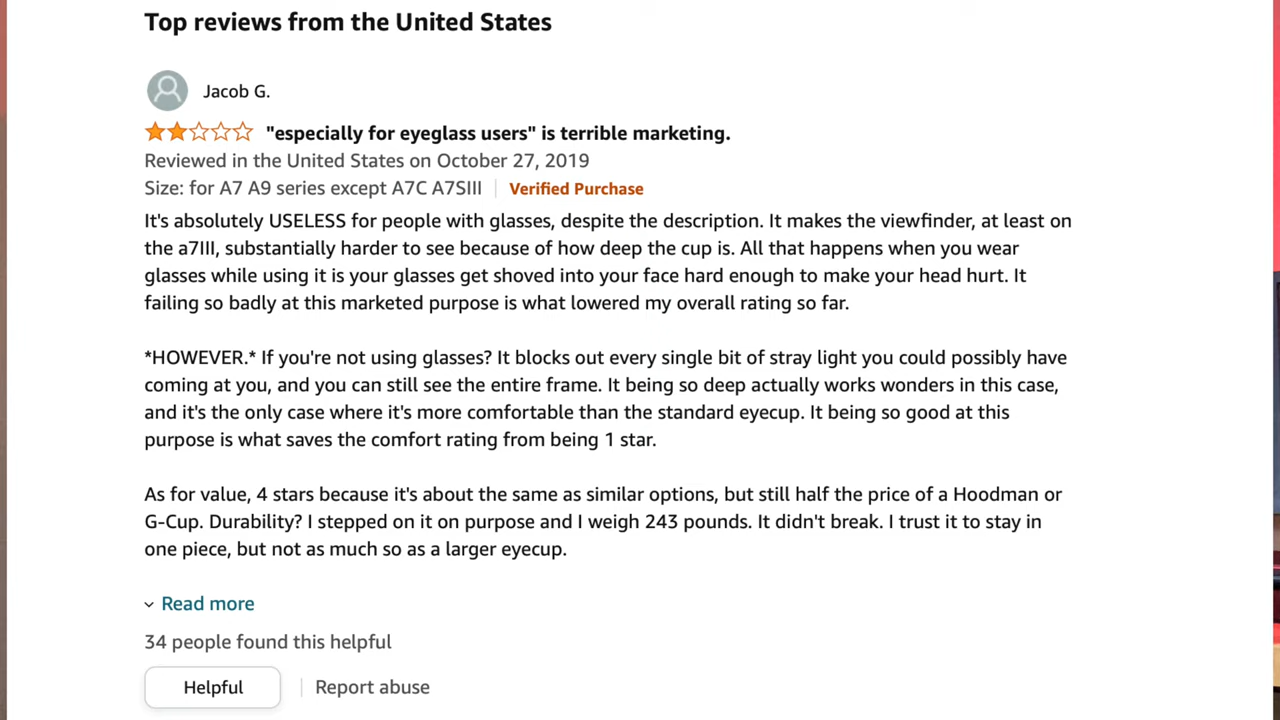 Top reviews from the United States
Jacob G.
"especially for eyeglass users" is terrible marketing.
Reviewed in the United States on October 27, 2019
Size: for A7 A9 series except A7C A7SIII | Verified Purchase
It's absolutely USELESS for people with glasses, despite the description. It makes the viewfinder, at least on
the a7III, substantially harder to see because of how deep the cup is. All that happens when you wear
glasses while using it is your glasses get shoved into your face hard enough to make your head hurt. It
failing so badly at this marketed purpose is what lowered my overall rating so far.
*HOWEVER.* If you're not using glasses? It blocks out every single bit of stray light you could possibly have
coming at you, and you can still see the entire frame. It being so deep actually works wonders in this case,
and it's the only case where it's more comfortable than the standard eyecup. It being so good at this
purpose is what saves the comfort rating from being 1 star.
As for value, 4 stars because it's about the same as similar options, but still half the price of a Hoodman or
G-Cup. Durability? I stepped on it on purpose and I weigh 243 pounds. It didn't break. I trust it to stay in
one piece, but not as much so as a larger eyecup.
Read more
34 people found this helpful
Helpful | Report abuse